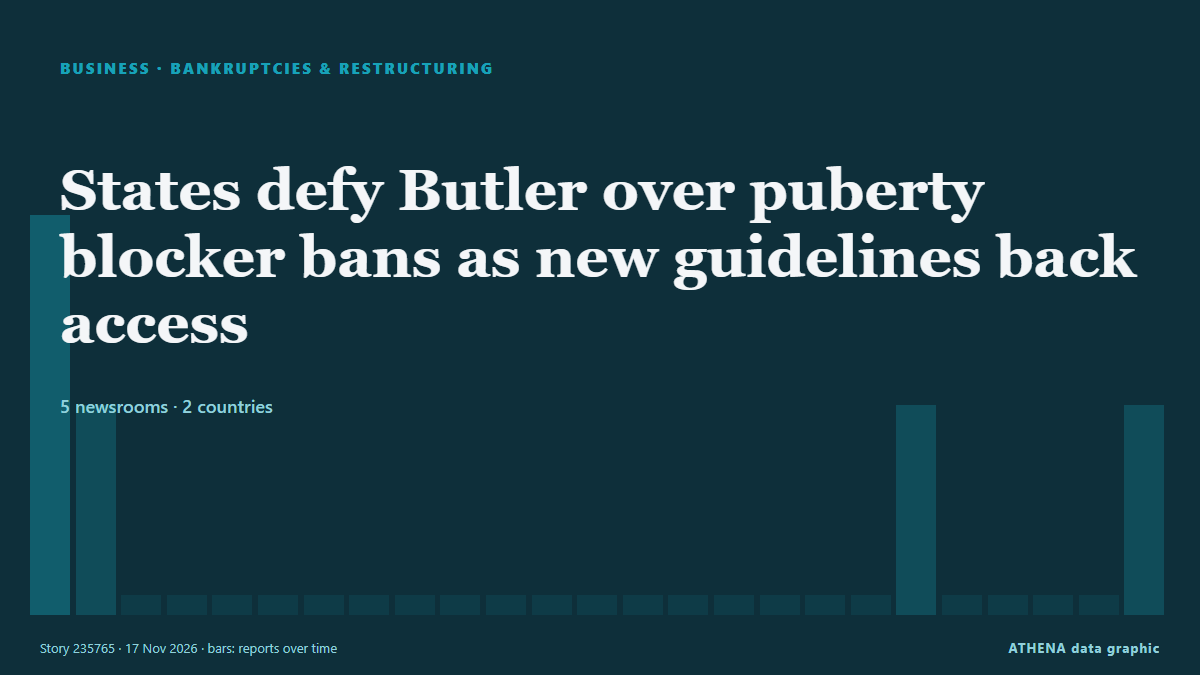 BUSINESS · BANKRUPTCIES & RESTRUCTURING
States defy Butler over puberty
blocker bans as new guidelines back
access
5 newsrooms · 2 countries
Story 235765 · 17 Nov 2026 · bars: reports over time
ATHENA data graphic